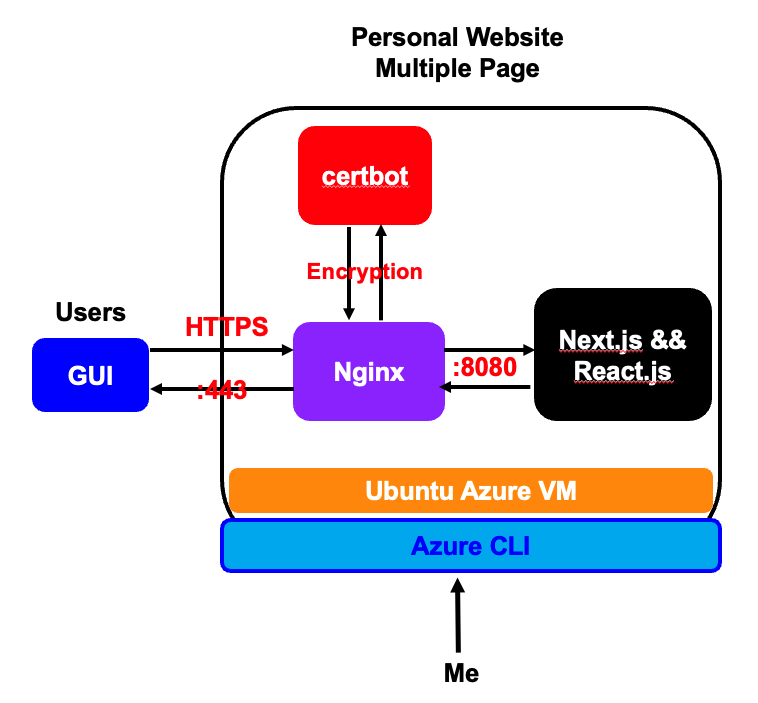 Personal Website
Multiple Page
certbot
Encryption
Users
HTTPS
GUI
:443
Nginx
:8080
Next.js &&
React.js
Ubuntu Azure VM
Azure CLI
Me